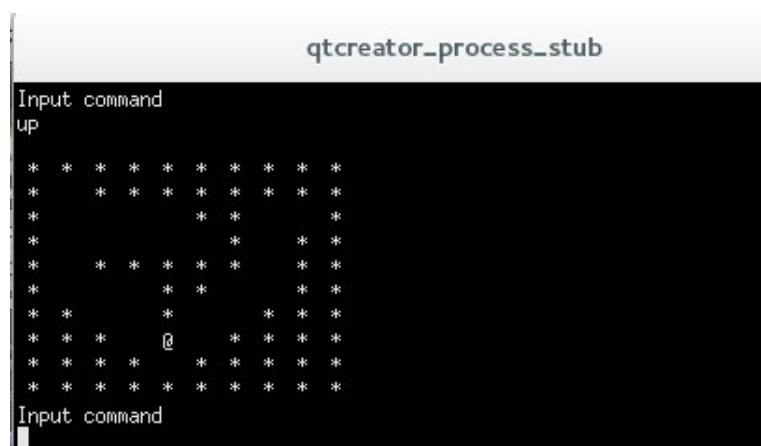 qtcreator_process_stub
Input command
up
* * * * * * * * * *
*   * * * * * * * *
*         * *     *
*           *   * *
*   * * * * *   * *
*       * *     * *
* *     *     * * *
* * *   @   * * * *
* * * *   * * * * *
* * * * * * * * * *
Input command